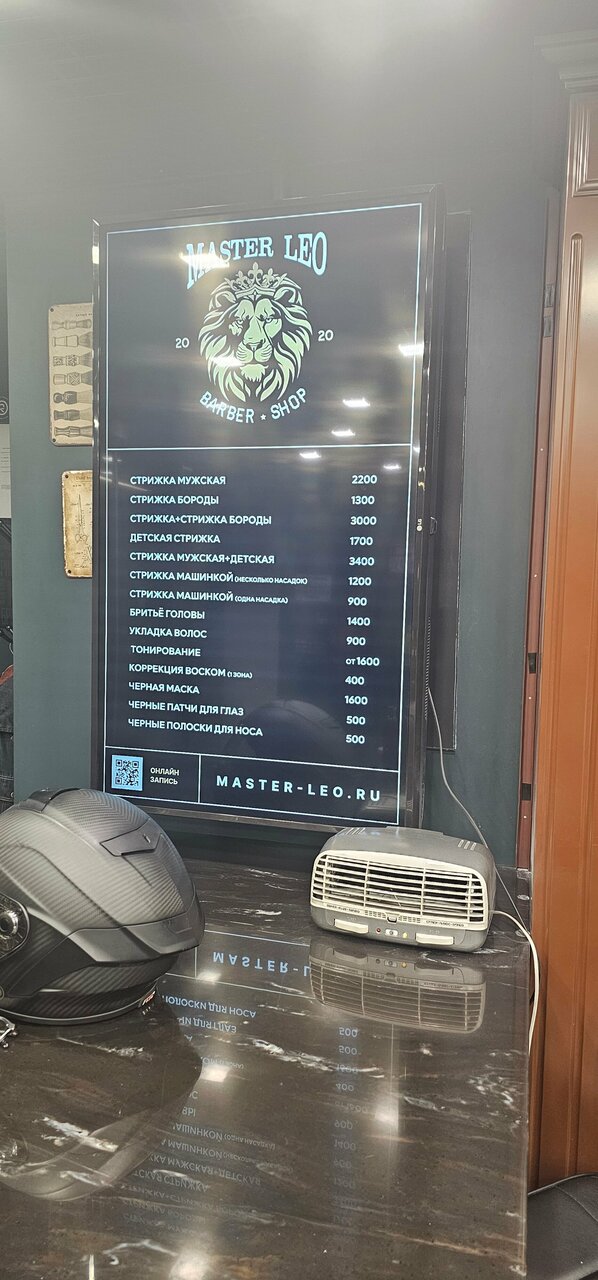 MASTER LEO
20 20
BARBER ★ SHOP
СТРИЖКА МУЖСКАЯ 2200
СТРИЖКА БОРОДЫ 1300
СТРИЖКА+СТРИЖКА БОРОДЫ 3000
ДЕТСКАЯ СТРИЖКА 1700
СТРИЖКА МУЖСКАЯ+ДЕТСКАЯ 3400
СТРИЖКА МАШИНКОЙ (НЕСКОЛЬКО НАСАДОК) 1200
СТРИЖКА МАШИНКОЙ (ОДНА НАСАДКА) 900
БРИТЬЁ ГОЛОВЫ 1400
УКЛАДКА ВОЛОС 900
ТОНИРОВАНИЕ от 1600
КОРРЕКЦИЯ ВОСКОМ (1 ЗОНА) 400
ЧЕРНАЯ МАСКА 1600
ЧЕРНЫЕ ПАТЧИ ДЛЯ ГЛАЗ 500
ЧЕРНЫЕ ПОЛОСКИ ДЛЯ НОСА 500
ОНЛАЙН
ЗАПИСЬ
MASTER-LEO.RU